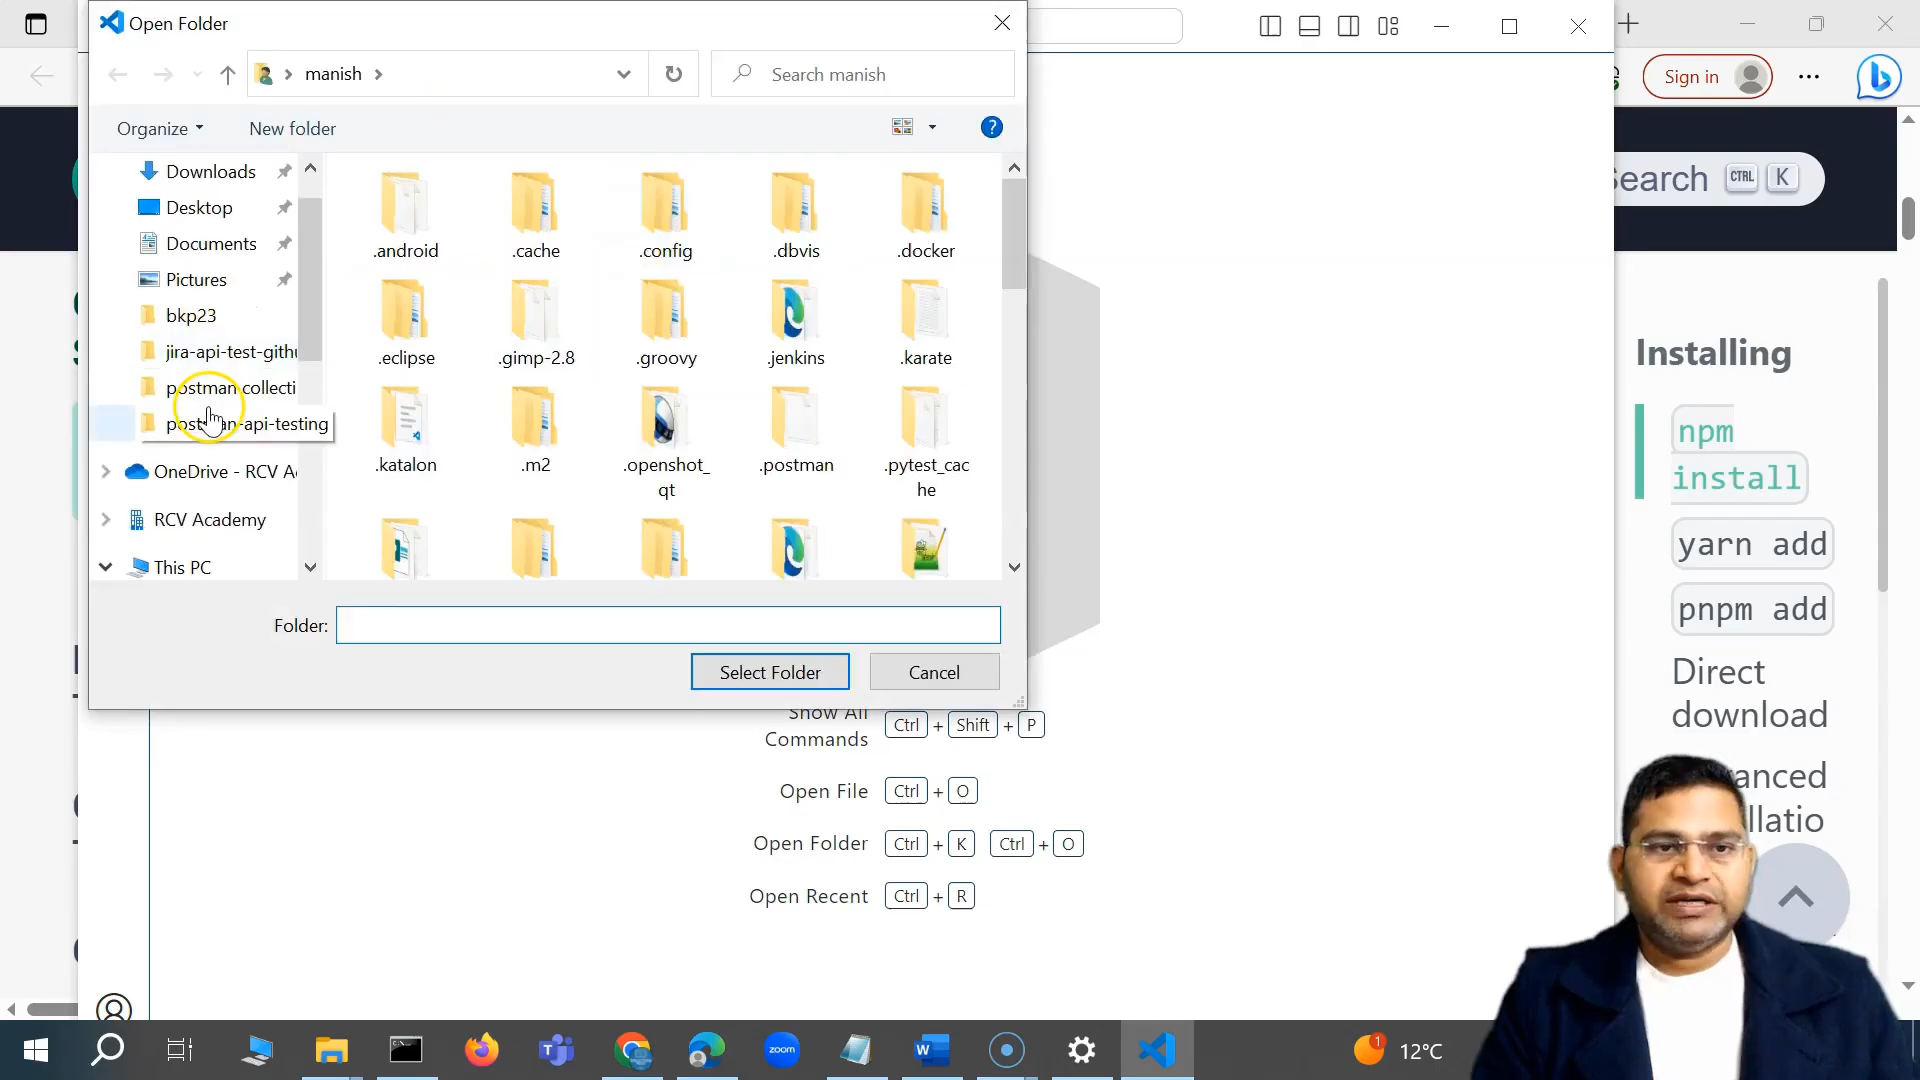 Open Folder
manish
Search manish
Organize
New folder
Downloads
Desktop
Documents
Pictures
bkp23
jira-api-test-githu
postman collecti
postman-api-testing
OneDrive - RCV A
RCV Academy
This PC
.android
.cache
.config
.dbvis
.docker
.eclipse
.gimp-2.8
.groovy
.jenkins
.karate
.katalon
.m2
.openshot_
qt
.postman
.pytest_cac
he
Folder:
Select Folder
Cancel
Show All
Commands
Ctrl + Shift + P
Open File
Ctrl + O
Open Folder
Ctrl + K Ctrl + O
Open Recent
Ctrl + R
Sign in
Search CTRL K
Installing
npm
install
yarn add
pnpm add
Direct
download
zoom
1
12°C